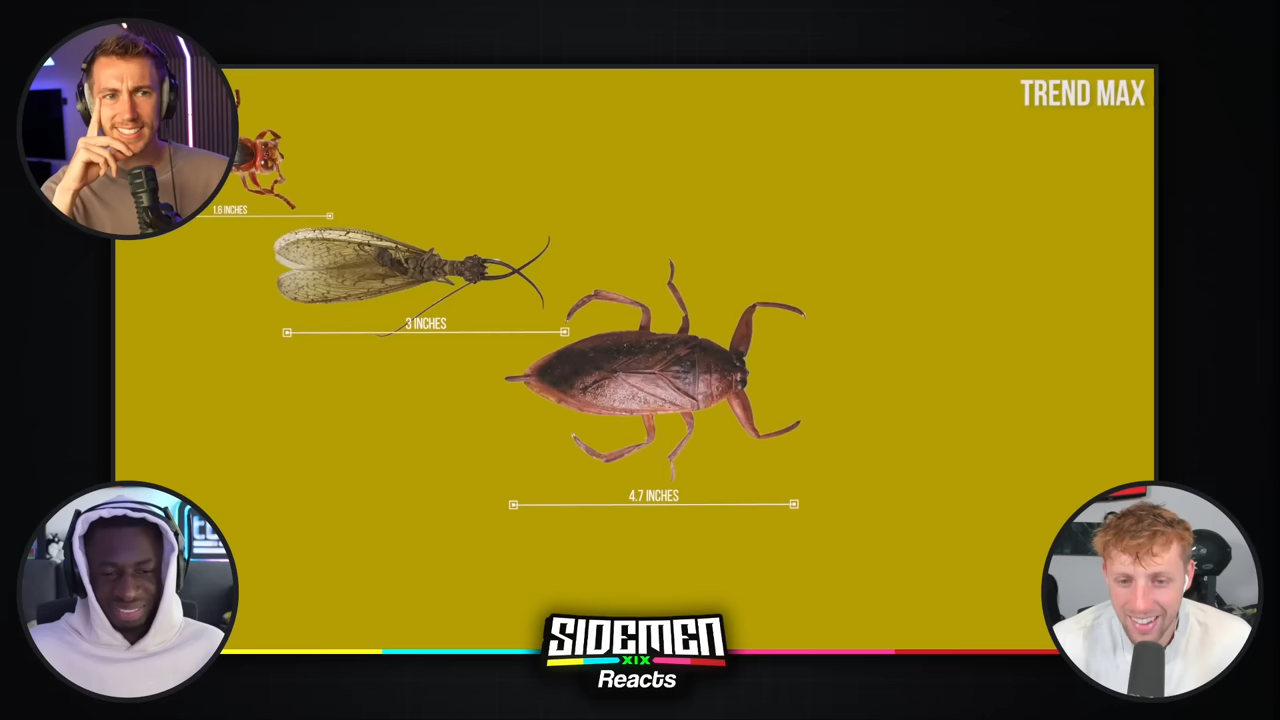 TREND MAX
1.6 INCHES
3 INCHES
4.7 INCHES
SIDEMEN
XIX
Reacts